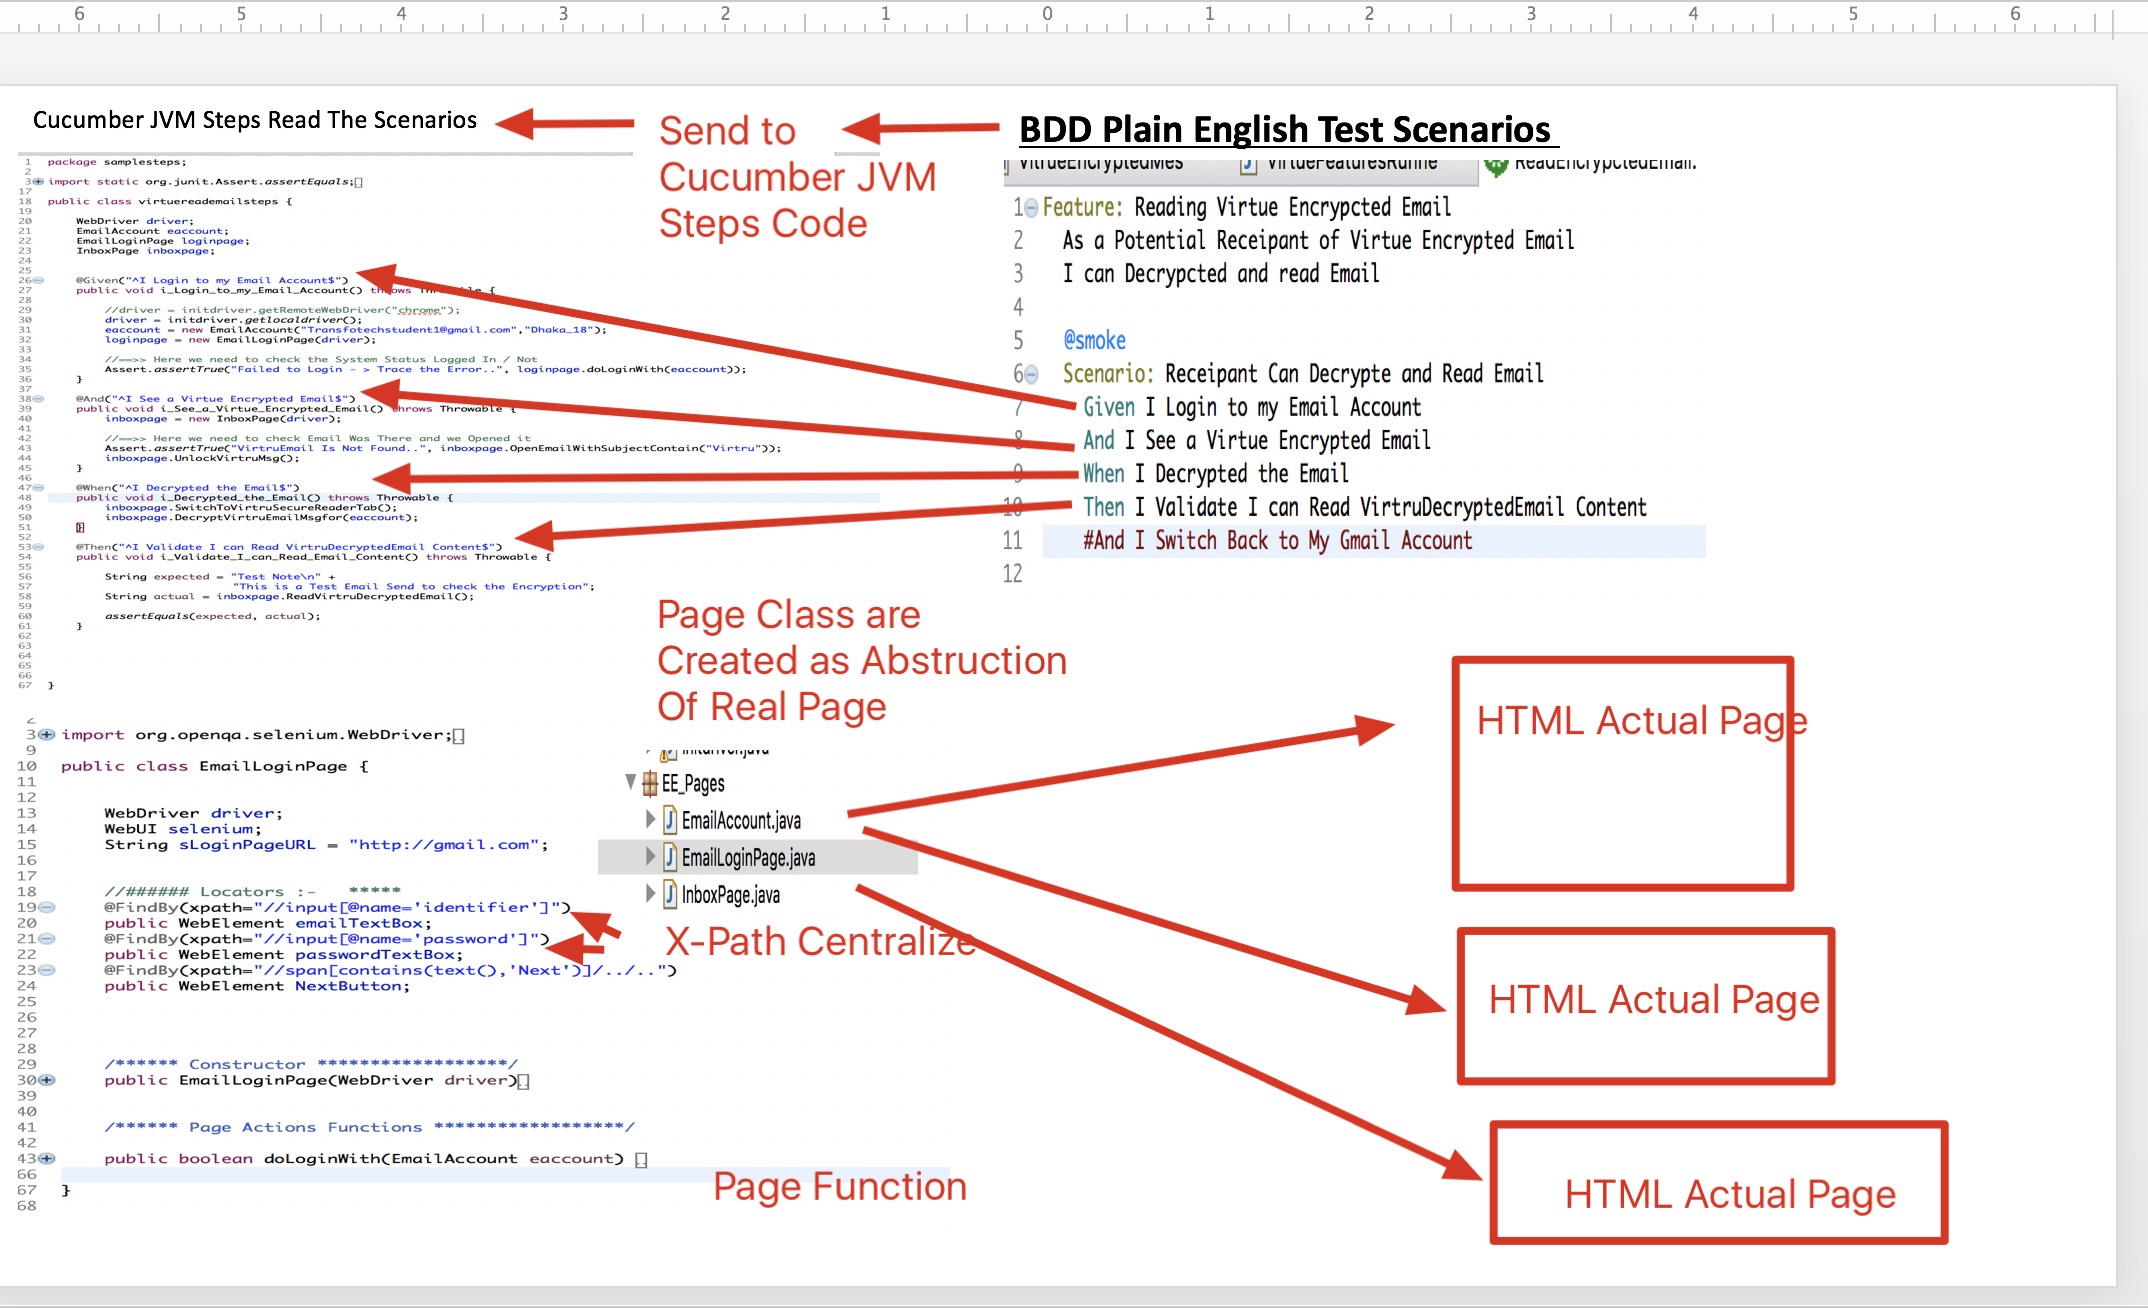 6 5 4 3 2 1 0 1 2 3 4 5 6
Cucumber JVM Steps Read The Scenarios
Send to
Cucumber JVM
Steps Code
BDD Plain English Test Scenarios
1 package samplesteps;
2
3 import static org.junit.Assert.assertEquals;
17
18 public class virtuereademailsteps {
19
20 WebDriver driver;
21 EmailAccount eaccount;
22 EmailLoginPage loginpage;
23 InboxPage inboxpage;
24
25
26 @Given("^I Login to my Email Account$")
27 public void i_Login_to_my_Email_Account() throws Throwable {
28
29 //driver = initdriver.getRemoteWebDriver("chrome");
30 driver = initdriver.getlocaldriver();
31 eaccount = new EmailAccount("Transfotechstudent1@gmail.com","Dhaka_18");
32 loginpage = new EmailLoginPage(driver);
33
34 //==>> Here we need to check the System Status Logged In / Not
35 Assert.assertTrue("Failed to Login - > Trace the Error..", loginpage.doLoginWith(eaccount));
36 }
37
38 @And("^I See a Virtue Encrypted Email$")
39 public void i_See_a_Virtue_Encrypted_Email() throws Throwable {
40 inboxpage = new InboxPage(driver);
41
42 //==>> Here we need to check Email Was There and we Opened it
43 Assert.assertTrue("VirtruEmail Is Not Found..", inboxpage.OpenEmailWithSubjectContain("Virtru"));
44 inboxpage.UnlockVirtruMsg();
45 }
46
47 @When("^I Decrypted the Email$")
48 public void i_Decrypted_the_Email() throws Throwable {
49 inboxpage.SwitchToVirtruSecureReaderTab();
50 inboxpage.DecryptVirtruEmailMsgfor(eaccount);
51 }
52
53 @Then("^I Validate I can Read VirtruDecryptedEmail Content$")
54 public void i_Validate_I_can_Read_Email_Content() throws Throwable {
55
56 String expected = "Test Note\n" +
57 "This is a Test Email Send to check the Encryption";
58 String actual = inboxpage.ReadVirtruDecryptedEmail();
59
60 assertEquals(expected, actual);
61 }
62
63
64
65
66
67 }
VitrueEncryptedMes VirtueFeaturesRunne ReadEncrypctedEmail.
1 Feature: Reading Virtue Encrypcted Email
2 As a Potential Receipant of Virtue Encrypted Email
3 I can Decrypcted and read Email
4
5 @smoke
6 Scenario: Receipant Can Decrypte and Read Email
7 Given I Login to my Email Account
8 And I See a Virtue Encrypted Email
9 When I Decrypted the Email
10 Then I Validate I can Read VirtruDecryptedEmail Content
11 #And I Switch Back to My Gmail Account
12
Page Class are
Created as Abstruction
Of Real Page
2
3 import org.openqa.selenium.WebDriver;
9
10 public class EmailLoginPage {
11
12
13 WebDriver driver;
14 WebUI selenium;
15 String sLoginPageURL = "http://gmail.com";
16
17
18 //###### Locators :- *****
19 @FindBy(xpath="//input[@name='identifier']")
20 public WebElement emailTextBox;
21 @FindBy(xpath="//input[@name='password']")
22 public WebElement passwordTextBox;
23 @FindBy(xpath="//span[contains(text(),'Next')]/../..")
24 public WebElement NextButton;
25
26
27
28
29 /****** Constructor ******************/
30 public EmailLoginPage(WebDriver driver)
39
40
41 /****** Page Actions Functions ******************/
42
43 public boolean doLoginWith(EmailAccount eaccount)
66
67 }
68
initdriver.java
EE_Pages
EmailAccount.java
EmailLoginPage.java
InboxPage.java
X-Path Centralize
Page Function
HTML Actual Page
HTML Actual Page
HTML Actual Page